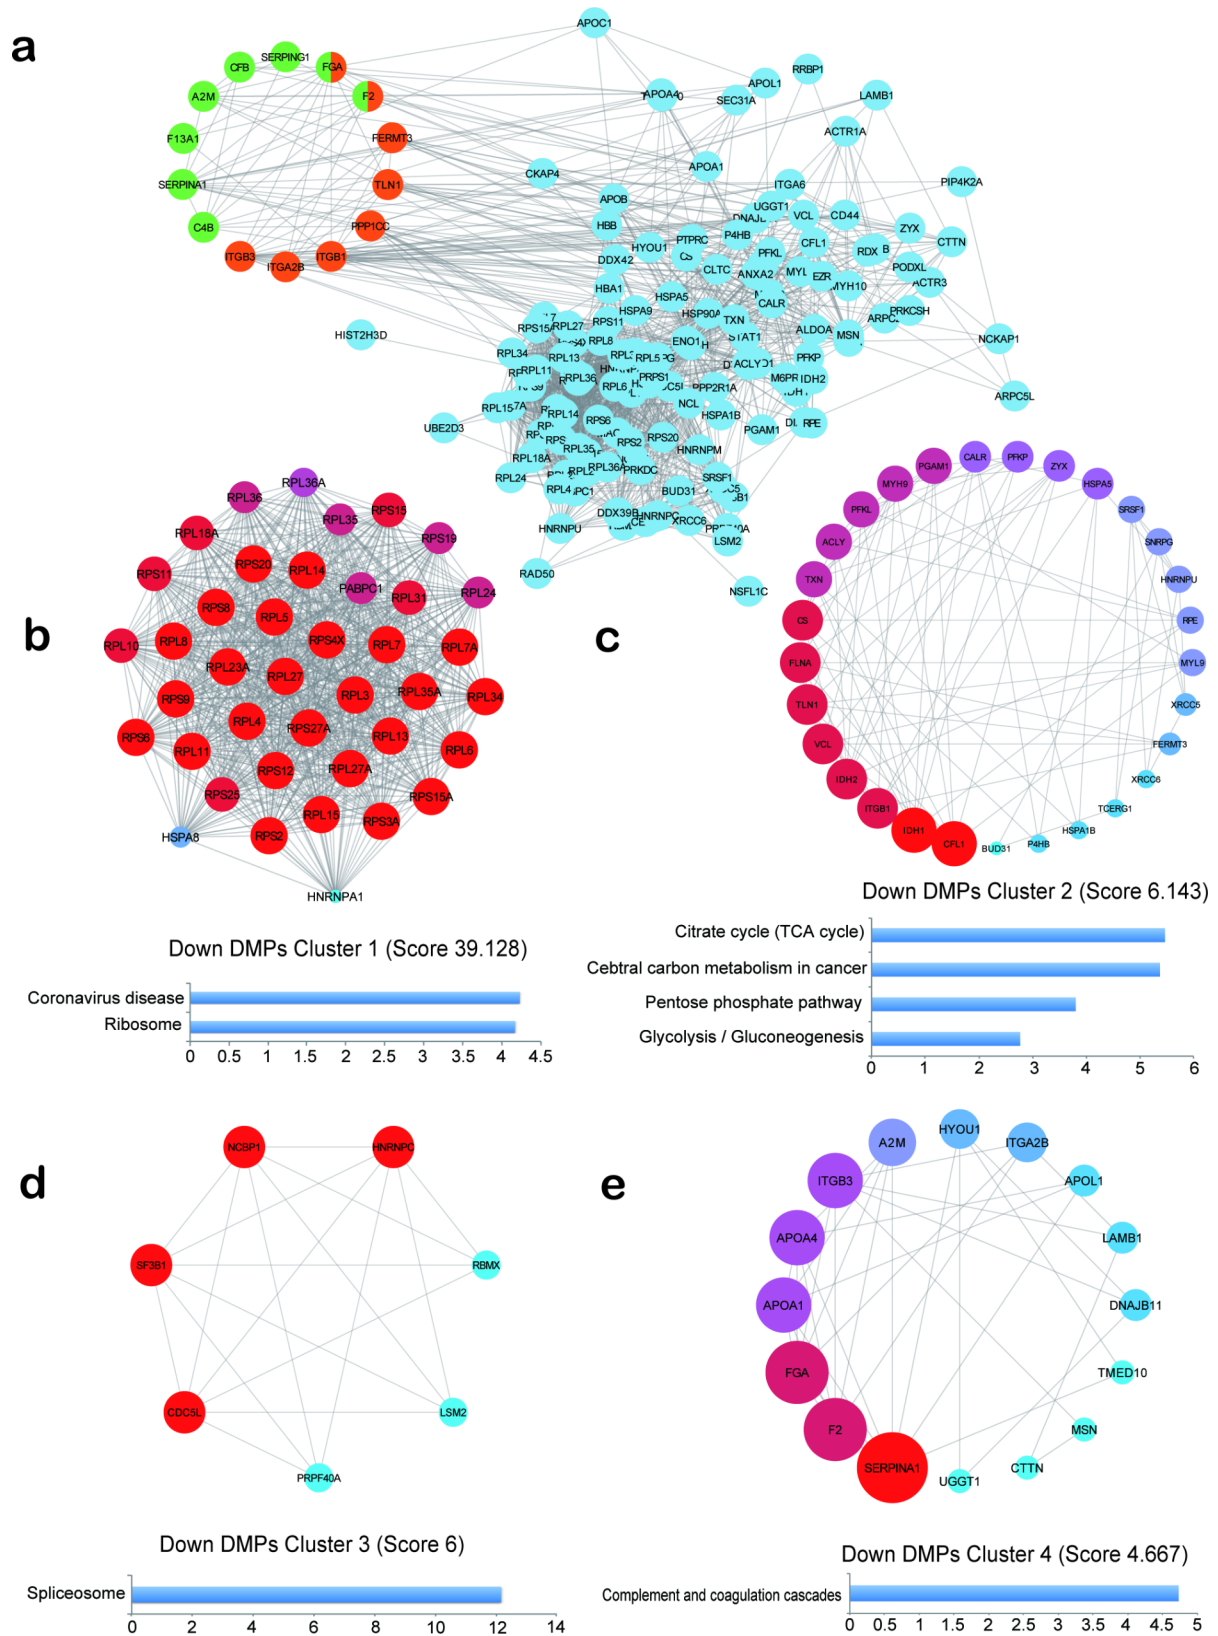 a
APOC1
SERPING1
CFB
FGA
RRBP1
A2M
F2
APOA4
APOL1
SEC31A
LAMB1
F13A1
FERMT3
ACTR1A
SERPINA1
TLN1
CKAP4
APOA1
ITGA6
PIP4K2A
C4B
PPP1CC
APOB
UGGT1
VCL
CD44
HBB
P4HB
ZYX
ITGB3
ITGA2B
ITGB1
HYOU1
PTPRC
CS
PFKL
CFL1
RDX
CTTN
DDX42
CLTC
ANXA2
EZR
PODXL
HBA1
HSPA5
CALR
MYH10
ACTR3
HSPA9
HSP90A
TXN
PRKCSH
HIST2H3D
RPS15A
RPL27
RPS11
STAT1
ALDOA
MSN
NCKAP1
RPL34
RPL13
RPL8
RPL5
ENO1
ACLY
PFKP
RPL11
RPL36
RPL6
PRPS1
PPP2R1A
M6PR
IDH2
ARPC5L
RPL15
RPL14
NCL
HSPA1B
UBE2D3
RPS6
RPS2
RPS20
PGAM1
RPE
RPL18A
RPL35
HNRNPM
RPL24
RPL4
RPL36A
PRKDC
SRSF1
BUD31
HNRNPU
DDX39B
HNRNPC
XRCC6
LSM2
RAD50
NSFL1C
b
RPL36A
RPL36
RPL35
RPS15
RPL18A
RPS19
RPS20
RPL14
RPS11
PABPC1
RPL31
RPL24
RPS8
RPL5
RPL10
RPL8
RPS4X
RPL7
RPL7A
RPL23A
RPL27
RPS9
RPL3
RPL35A
RPL34
RPL4
RPS27A
RPS6
RPL11
RPL13
RPL6
RPS12
RPL27A
RPS25
RPS15A
RPL15
HSPA8
RPS2
RPS3A
HNRNPA1
Down DMPs Cluster 1 (Score 39.128)
Coronavirus disease
Ribosome
0 0.5 1 1.5 2 2.5 3 3.5 4 4.5
c
CALR
PFKP
PGAM1
ZYX
MYH9
HSPA5
PFKL
SRSF1
ACLY
SNRPG
TXN
HNRNPU
CS
RPE
FLNA
MYL9
TLN1
XRCC5
VCL
FERMT3
IDH2
XRCC6
ITGB1
TCERG1
IDH1
HSPA1B
CFL1
BUD31
P4HB
Down DMPs Cluster 2 (Score 6.143)
Citrate cycle (TCA cycle)
Cebtral carbon metabolism in cancer
Pentose phosphate pathway
Glycolysis / Gluconeogenesis
0 1 2 3 4 5 6
d
NCBP1
HNRNPC
SF3B1
RBMX
CDC5L
LSM2
PRPF40A
Down DMPs Cluster 3 (Score 6)
Spliceosome
0 2 4 6 8 10 12 14
e
A2M
HYOU1
ITGA2B
ITGB3
APOL1
APOA4
LAMB1
APOA1
DNAJB11
FGA
TMED10
F2
MSN
SERPINA1
CTTN
UGGT1
Down DMPs Cluster 4 (Score 4.667)
Complement and coagulation cascades
0 0.5 1 1.5 2 2.5 3 3.5 4 4.5 5